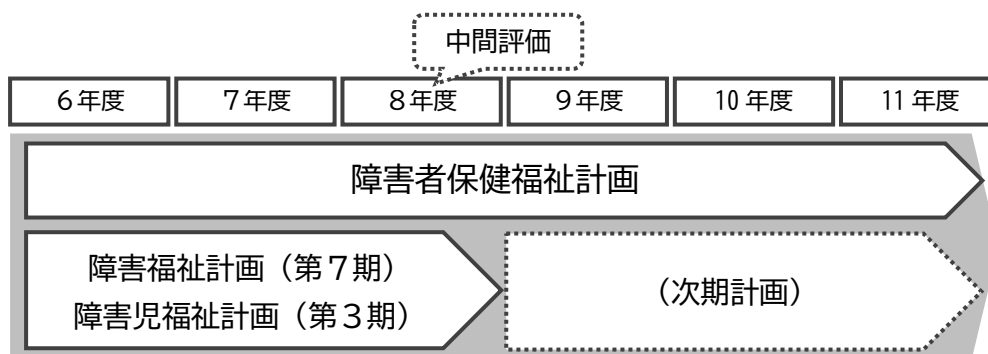 中間評価
６年度
７年度
８年度
９年度
10 年度
11 年度
障害者保健福祉計画
障害福祉計画（第７期）
障害児福祉計画（第３期）
（次期計画）